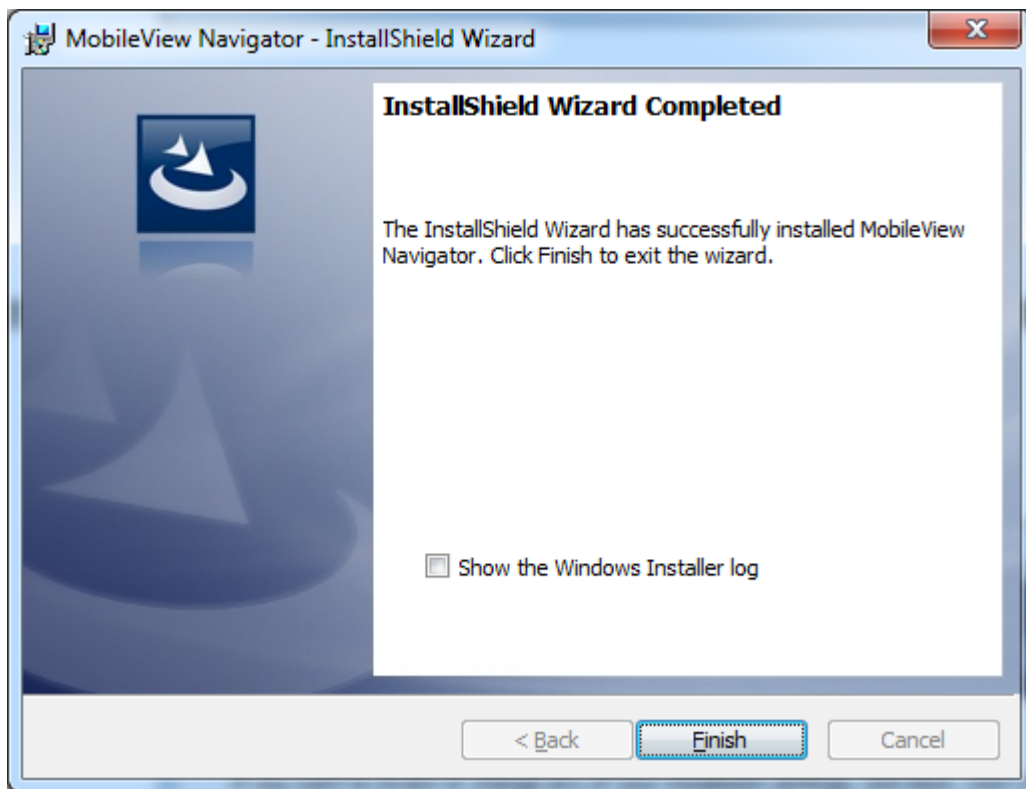 MobileView Navigator - InstallShield Wizard
InstallShield Wizard Completed
The InstallShield Wizard has successfully installed MobileView
Navigator. Click Finish to exit the wizard.
Show the Windows Installer log
< Back
Finish
Cancel